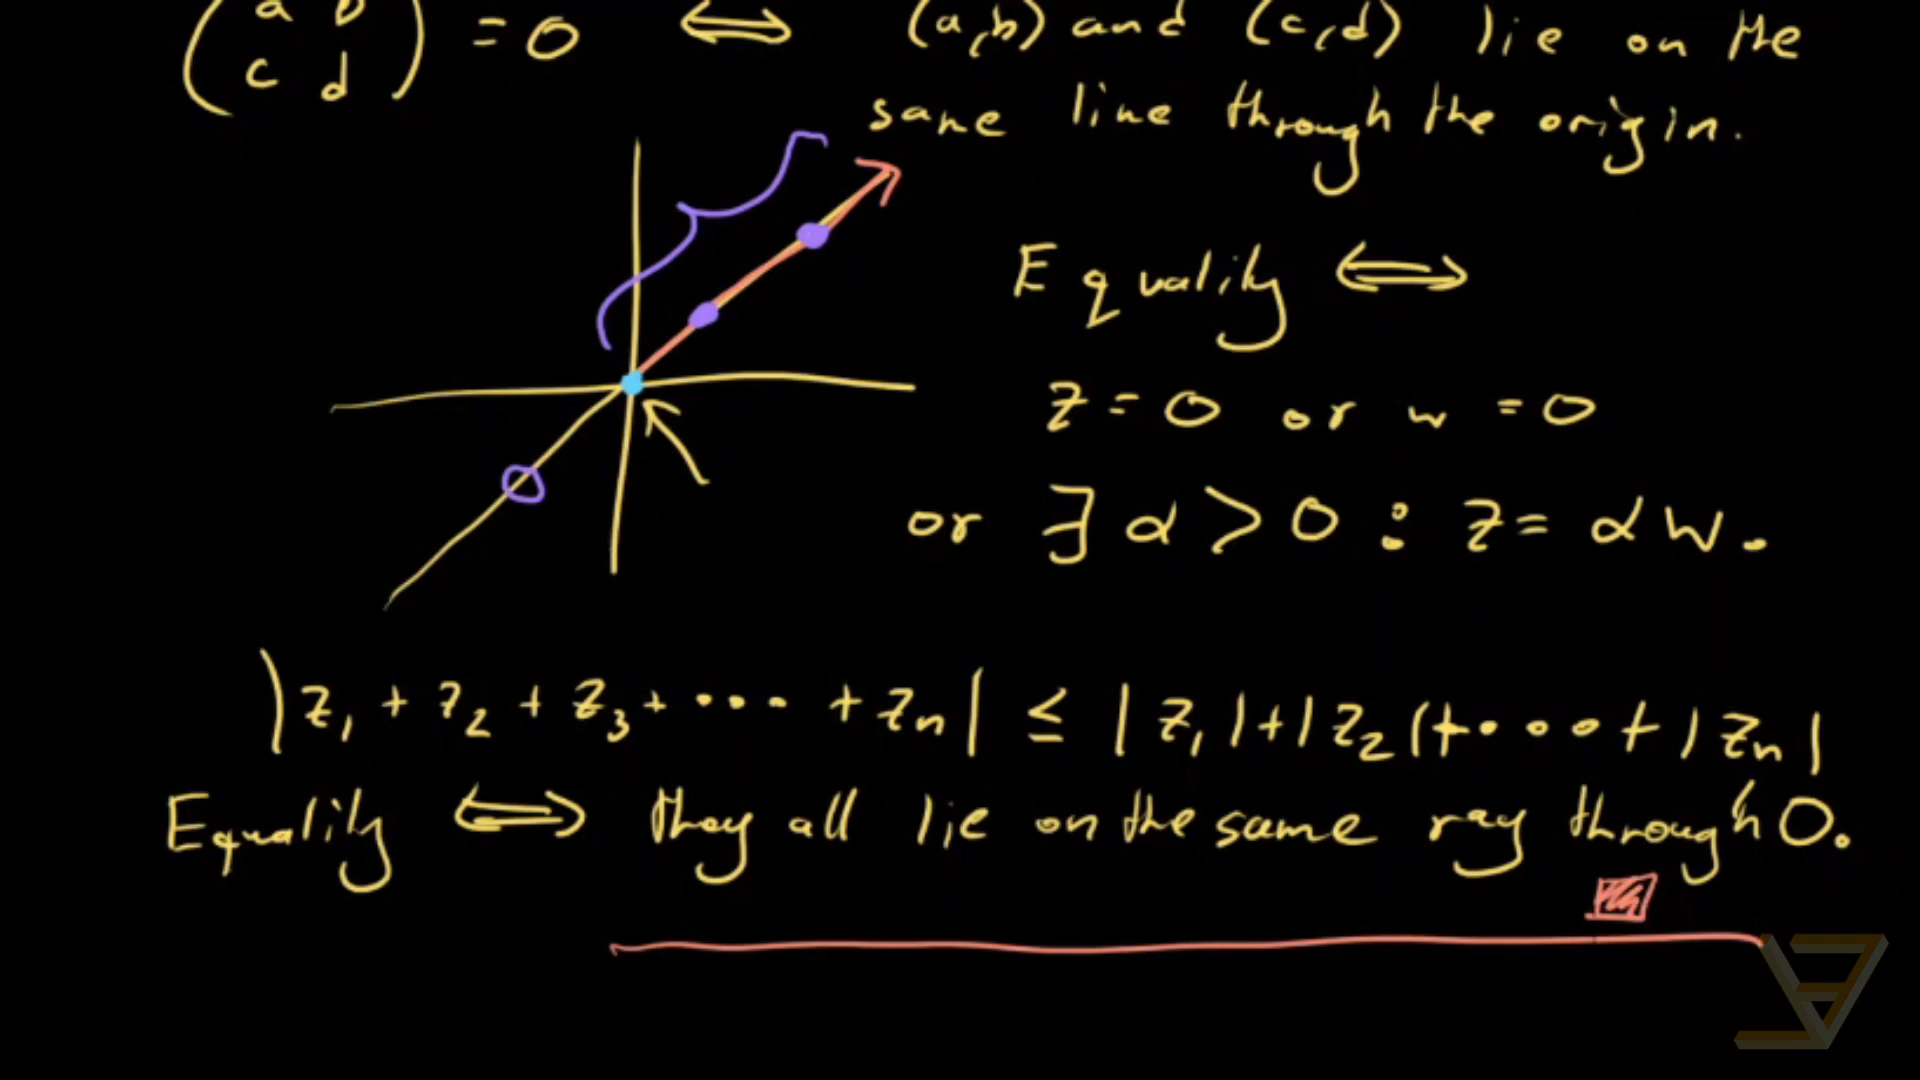 (a b
c d) = 0 ⟺ (a,b) and (c,d) lie on the
same line through the origin.
Equality ⟺
z = 0 or w = 0
or ∃ α > 0 : z = αw.
|z₁ + z₂ + z₃ + ··· + zₙ| ≤ |z₁| + |z₂| + ··· + |zₙ|
Equality ⟺ they all lie on the same ray through 0.